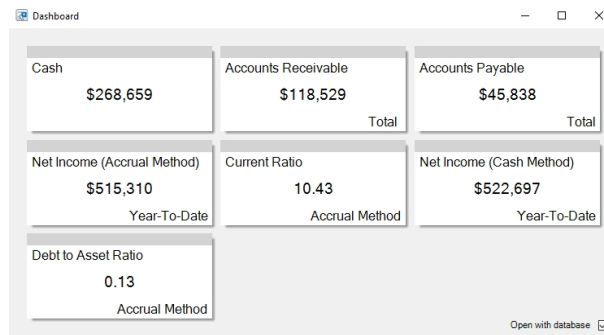 Dashboard
Cash
$268,659
Accounts Receivable
$118,529
Total
Accounts Payable
$45,838
Total
Net Income (Accrual Method)
$515,310
Year-To-Date
Current Ratio
10.43
Accrual Method
Net Income (Cash Method)
$522,697
Year-To-Date
Debt to Asset Ratio
0.13
Accrual Method
Open with database